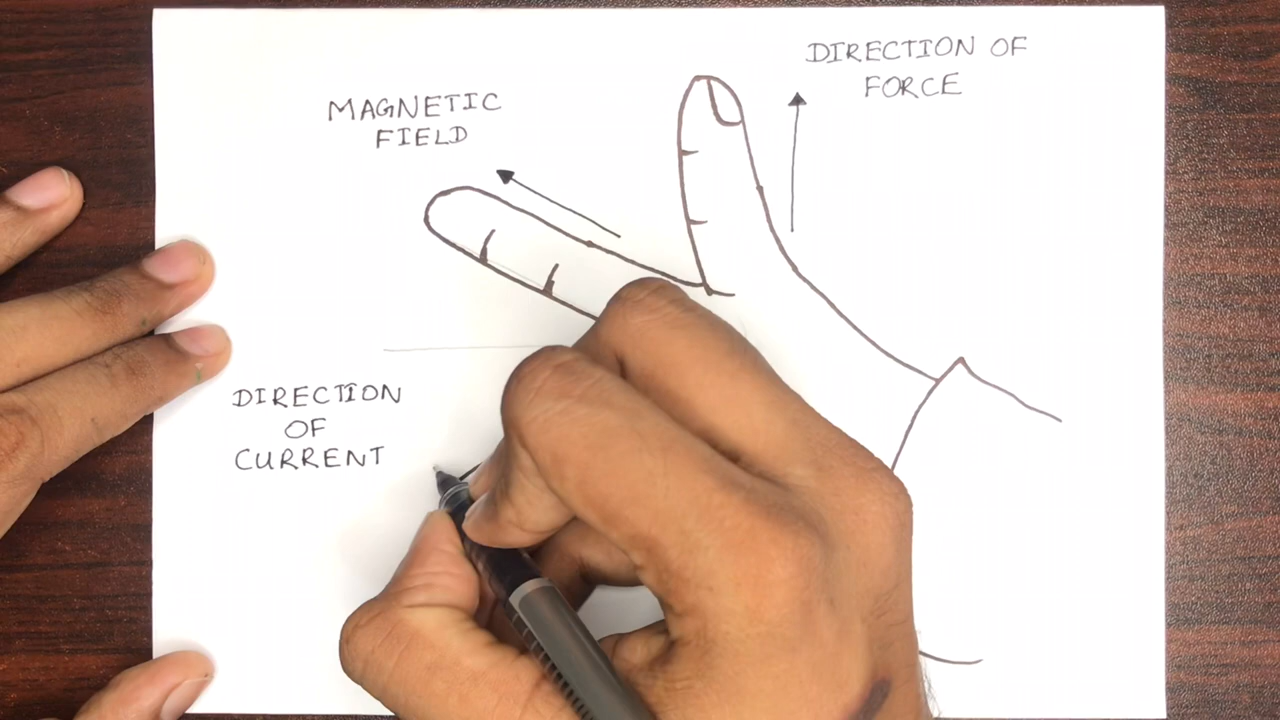 DIRECTION OF
FORCE
MAGNETIC
FIELD
DIRECTION
OF
CURRENT